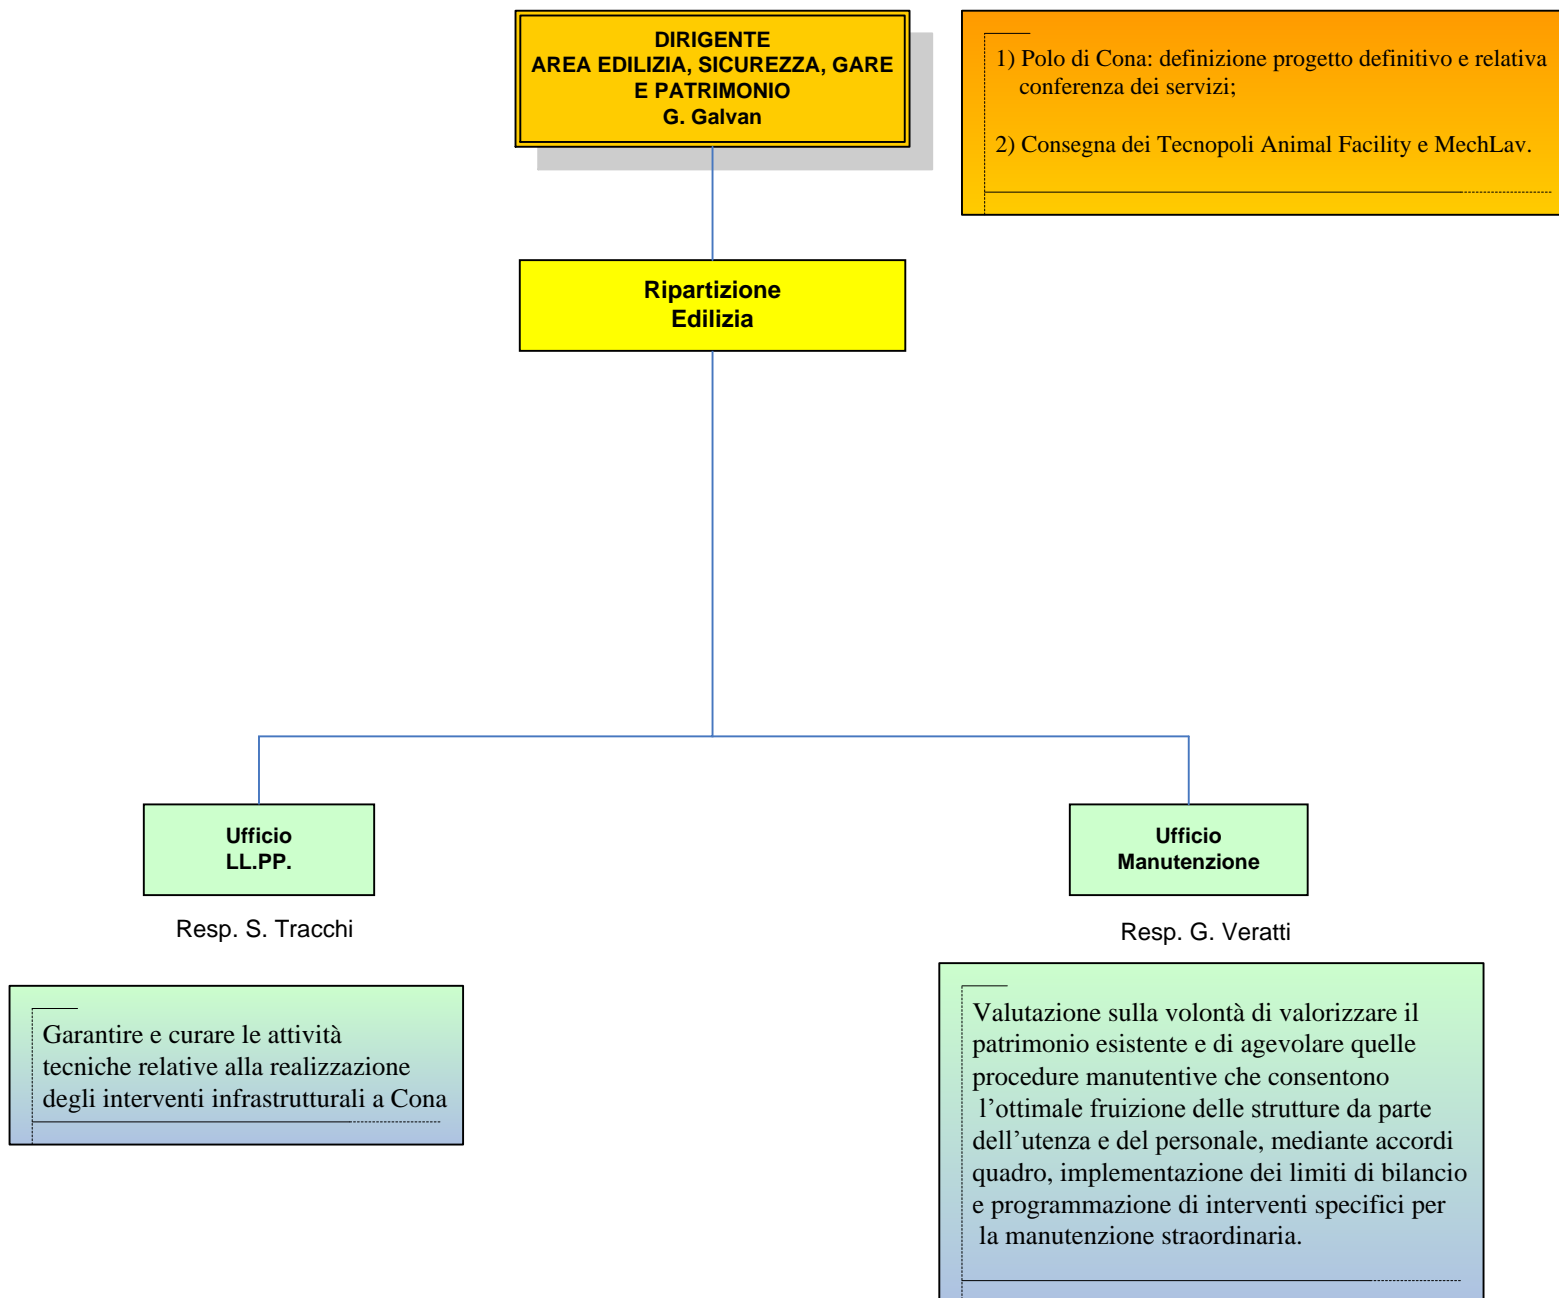 DIRIGENTE
AREA EDILIZIA, SICUREZZA, GARE
E PATRIMONIO
G. Galvan
1) Polo di Cona: definizione progetto definitivo e relativa
conferenza dei servizi;
2) Consegna dei Tecnopoli Animal Facility e MechLav.
Ripartizione
Edilizia
Ufficio
LL.PP.
Resp. S. Tracchi
Garantire e curare le attività
tecniche relative alla realizzazione
degli interventi infrastrutturali a Cona
Ufficio
Manutenzione
Resp. G. Veratti
Valutazione sulla volontà di valorizzare il
patrimonio esistente e di agevolare quelle
procedure manutentive che consentono
l’ottimale fruizione delle strutture da parte
dell’utenza e del personale, mediante accordi
quadro, implementazione dei limiti di bilancio
e programmazione di interventi specifici per
la manutenzione straordinaria.